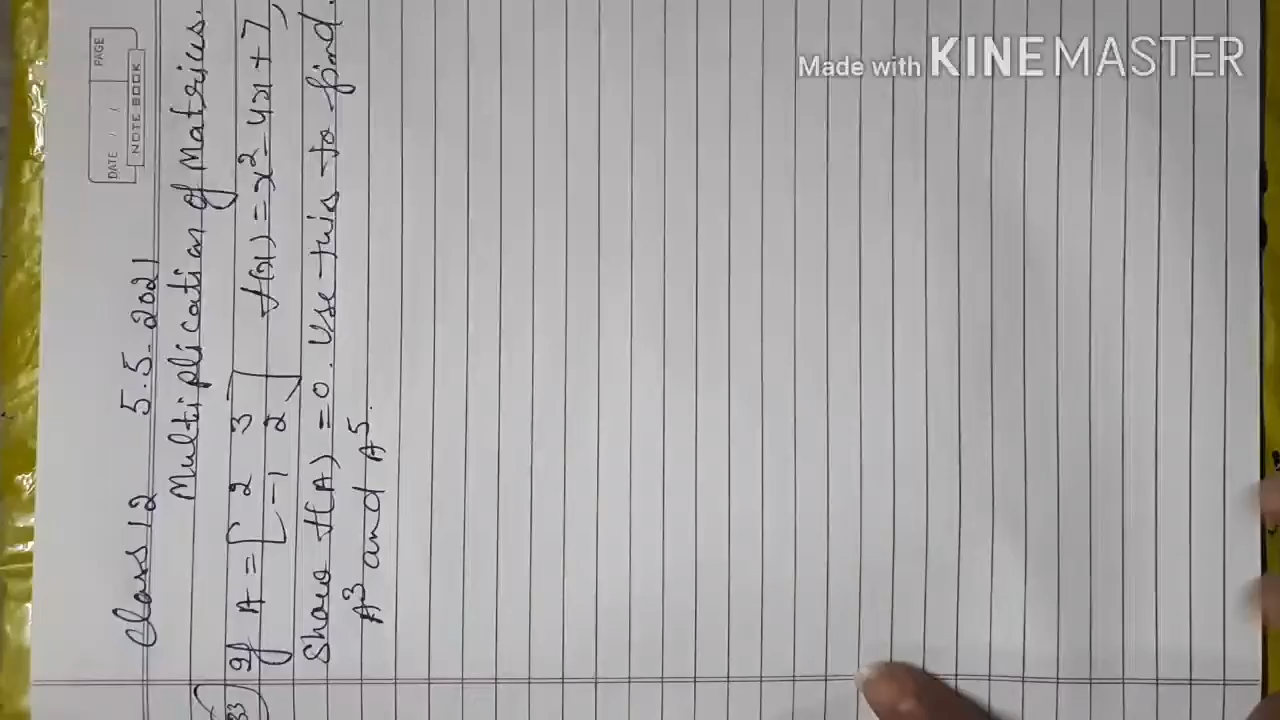 PAGE
DATE / /
NOTE BOOK
Class 12 5.5.2021
Multiplication of Matrices.
33) If A = [ 2 3 f(x) = x² - 4x + 7,
-1 2 ]
Show f(A) = 0. Use this to find.
A³ and A⁵.
Made with KINEMASTER